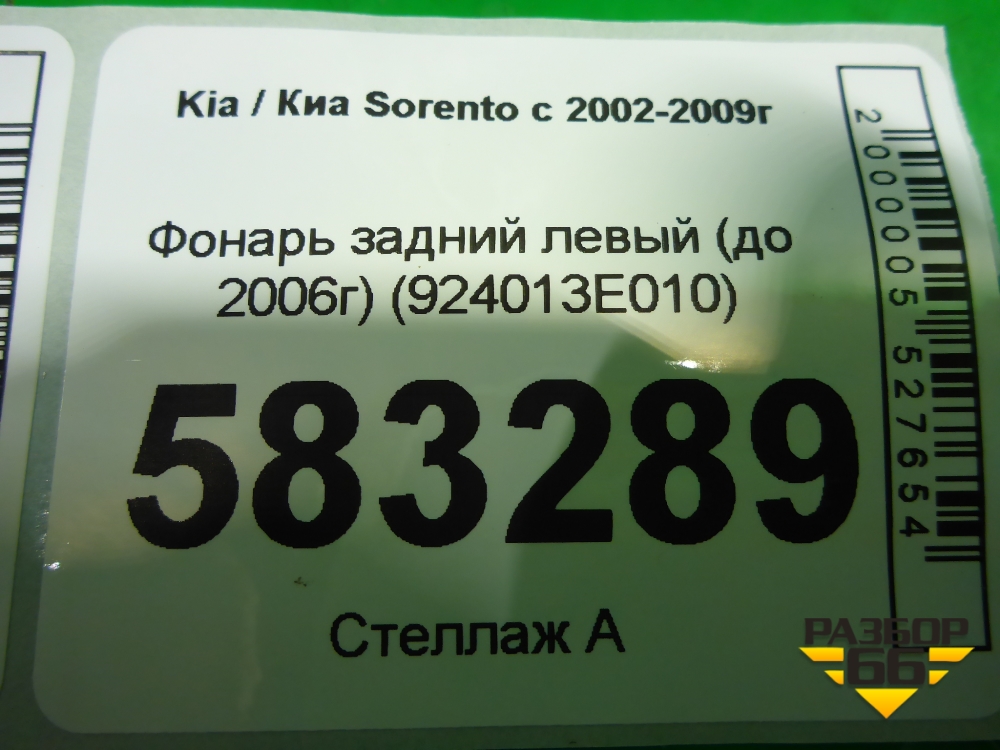 Kia / Киа Sorento с 2002-2009г
Фонарь задний левый (до
2006г) (924013E010)
583289
Стеллаж А
2000005527654
РАЗБОР
66